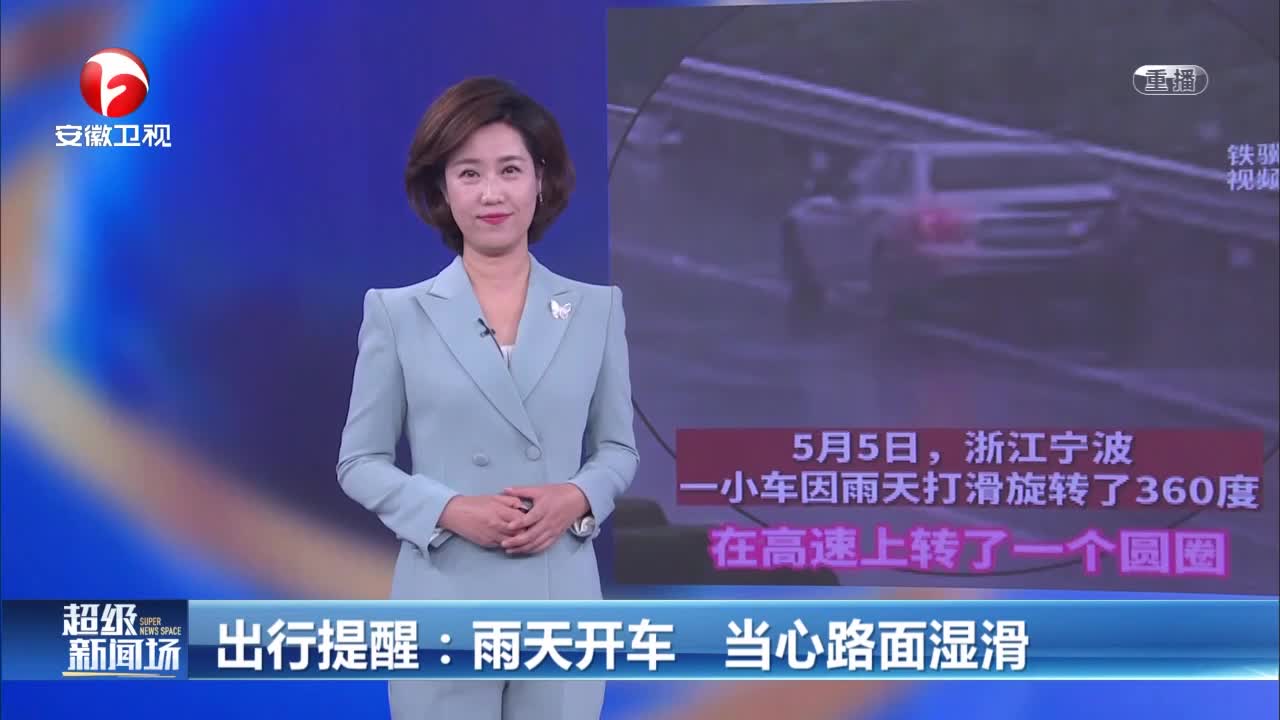 安徽卫视
重播
铁骥
视频
5月5日，浙江宁波
一小车因雨天打滑旋转了360度
在高速上转了一个圆圈
超级
新闻场
SUPER
NEWS SPACE
出行提醒：雨天开车 当心路面湿滑